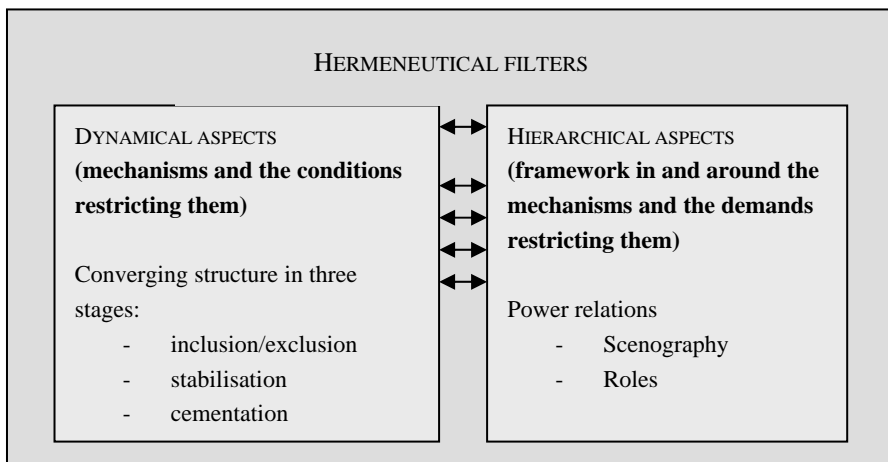 HERMENEUTICAL FILTERS
DYNAMICAL ASPECTS
(mechanisms and the conditions
restricting them)
Converging structure in three
stages:
- inclusion/exclusion
- stabilisation
- cementation
HIERARCHICAL ASPECTS
(framework in and around the
mechanisms and the demands
restricting them)
Power relations
- Scenography
- Roles